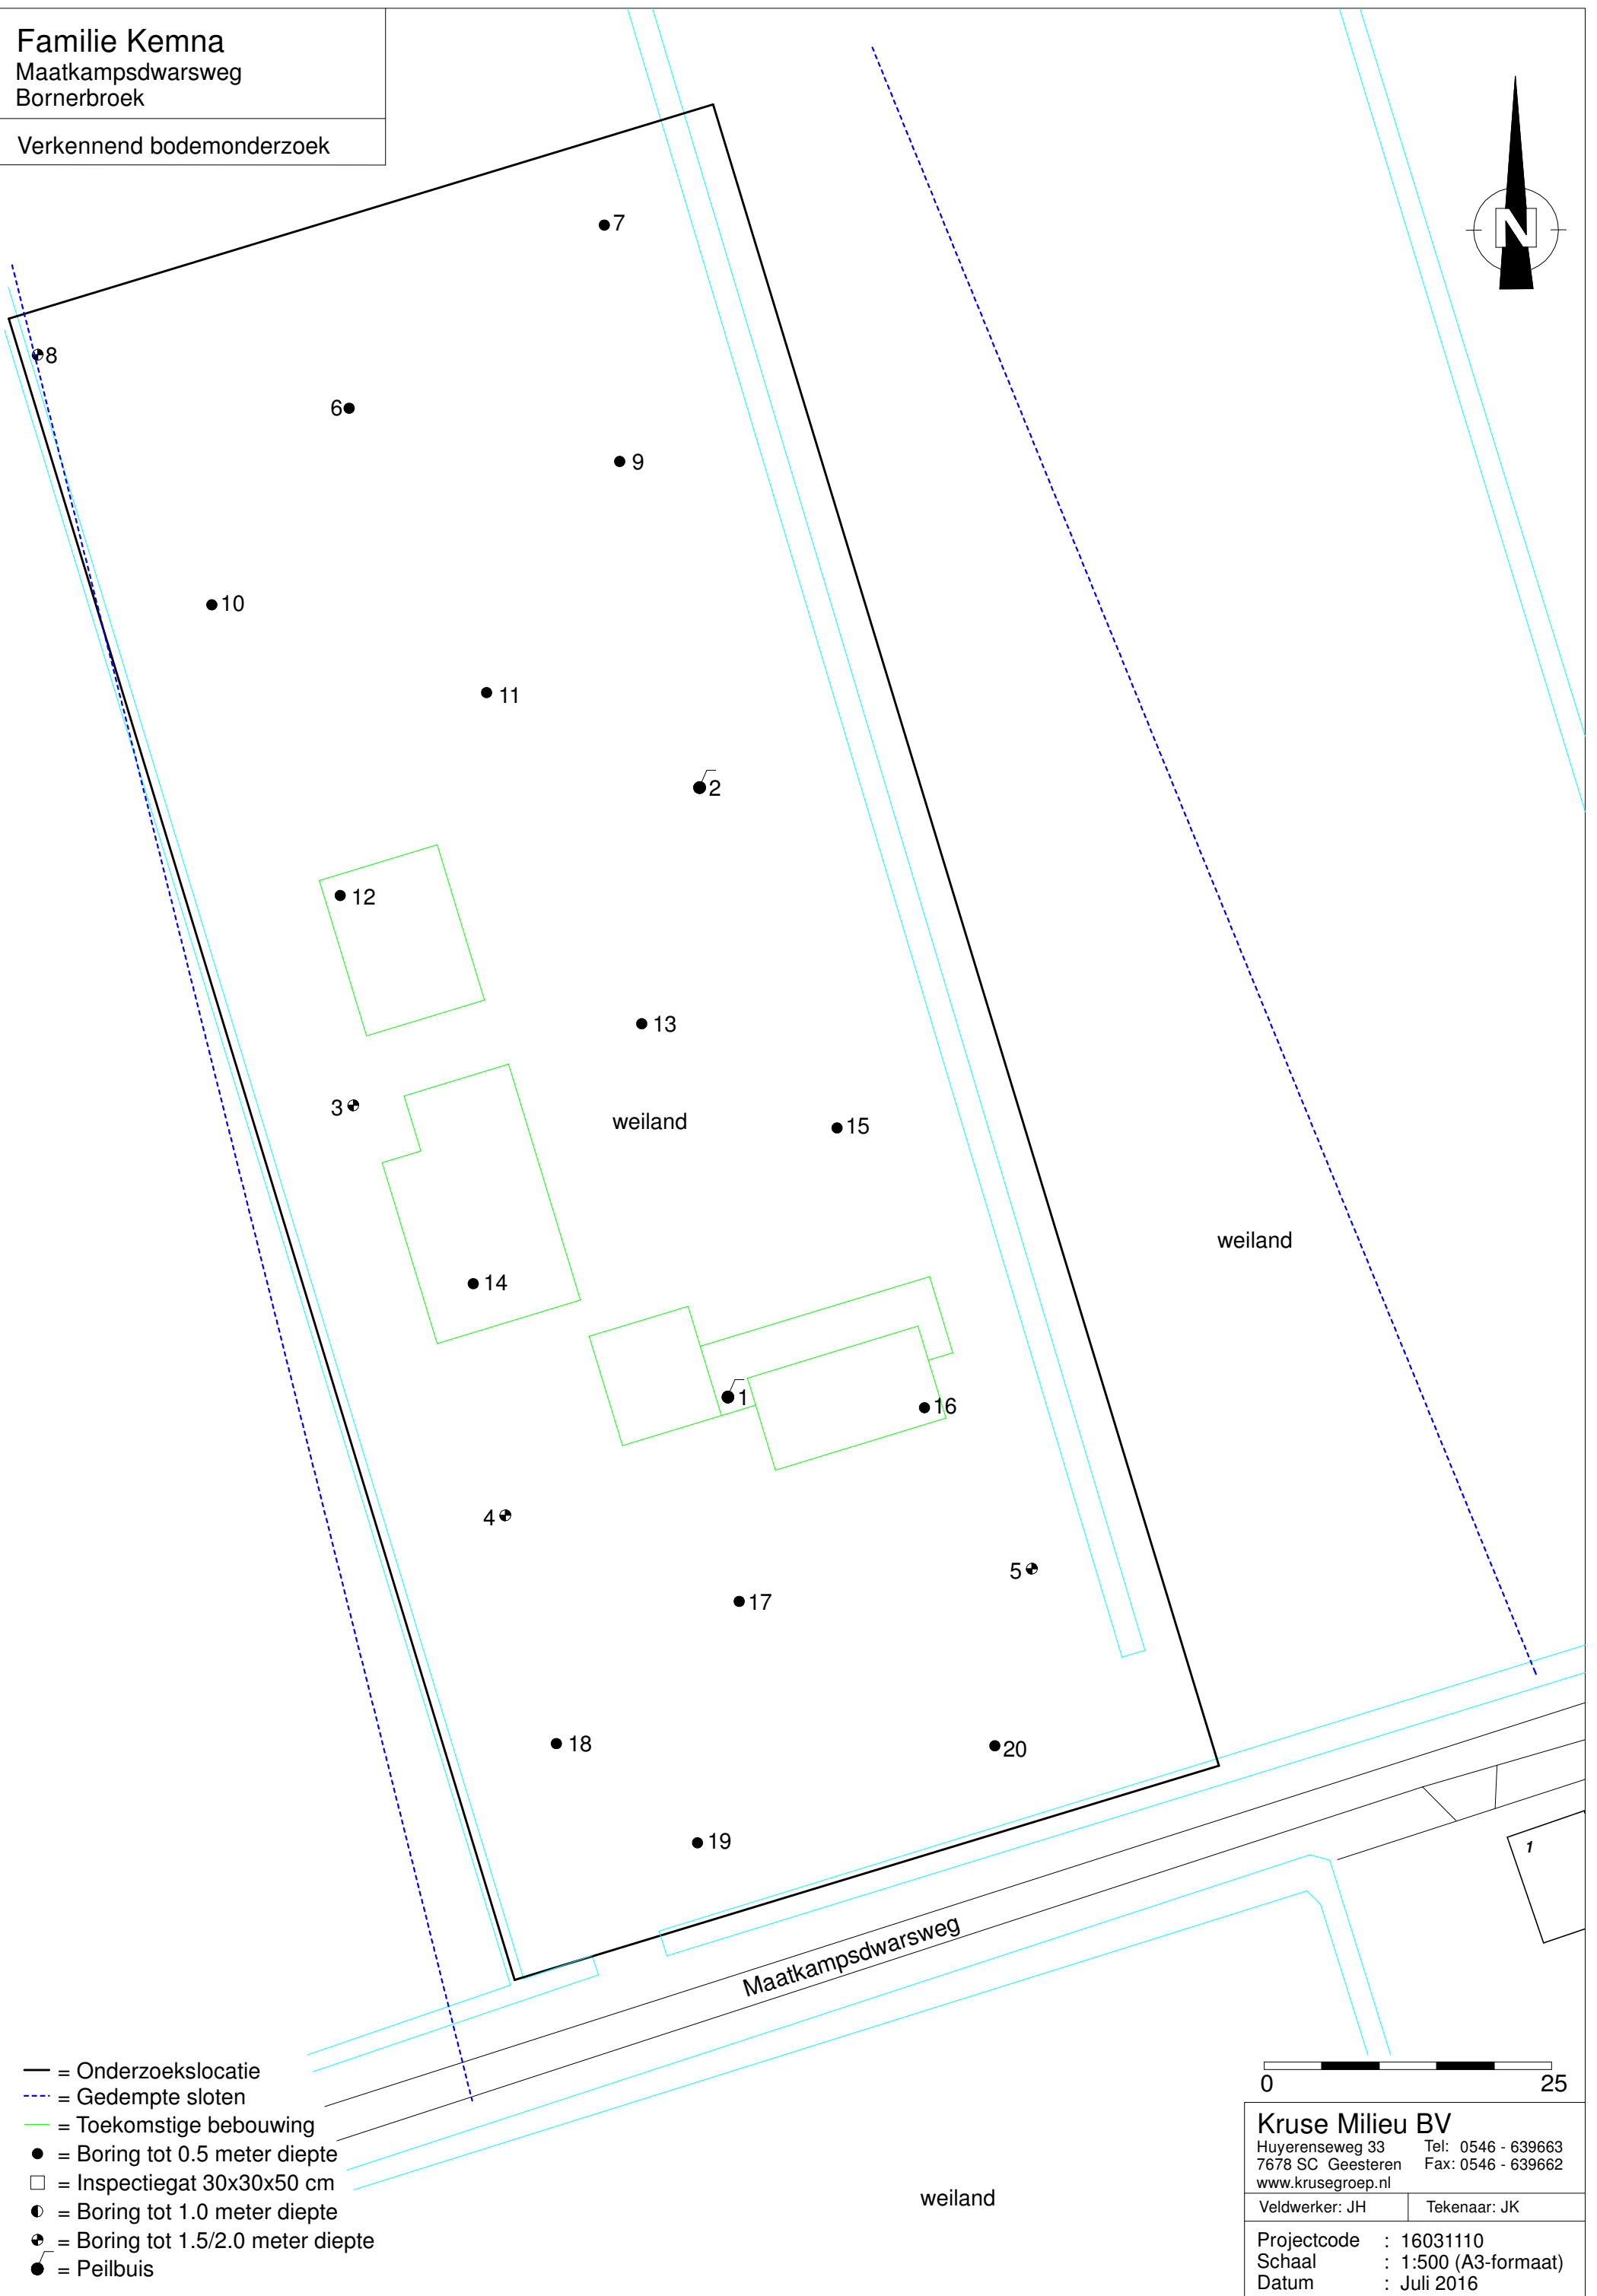 Familie Kemna
Maatkampsdwarsweg
Bornerbroek
Verkennend bodemonderzoek
N
7
8
6
9
10
11
2
12
13
3
weiland
15
weiland
14
1
16
4
5
17
18
20
19
1
Maatkampsdwarsweg
weiland
= Onderzoekslocatie
= Gedempte sloten
= Toekomstige bebouwing
= Boring tot 0.5 meter diepte
= Inspectiegat 30x30x50 cm
= Boring tot 1.0 meter diepte
= Boring tot 1.5/2.0 meter diepte
= Peilbuis
0 25
Kruse Milieu BV
Huyerenseweg 33 Tel: 0546 - 639663
7678 SC Geesteren Fax: 0546 - 639662
www.krusegroep.nl
Veldwerker: JH Tekenaar: JK
Projectcode : 16031110
Schaal : 1:500 (A3-formaat)
Datum : Juli 2016